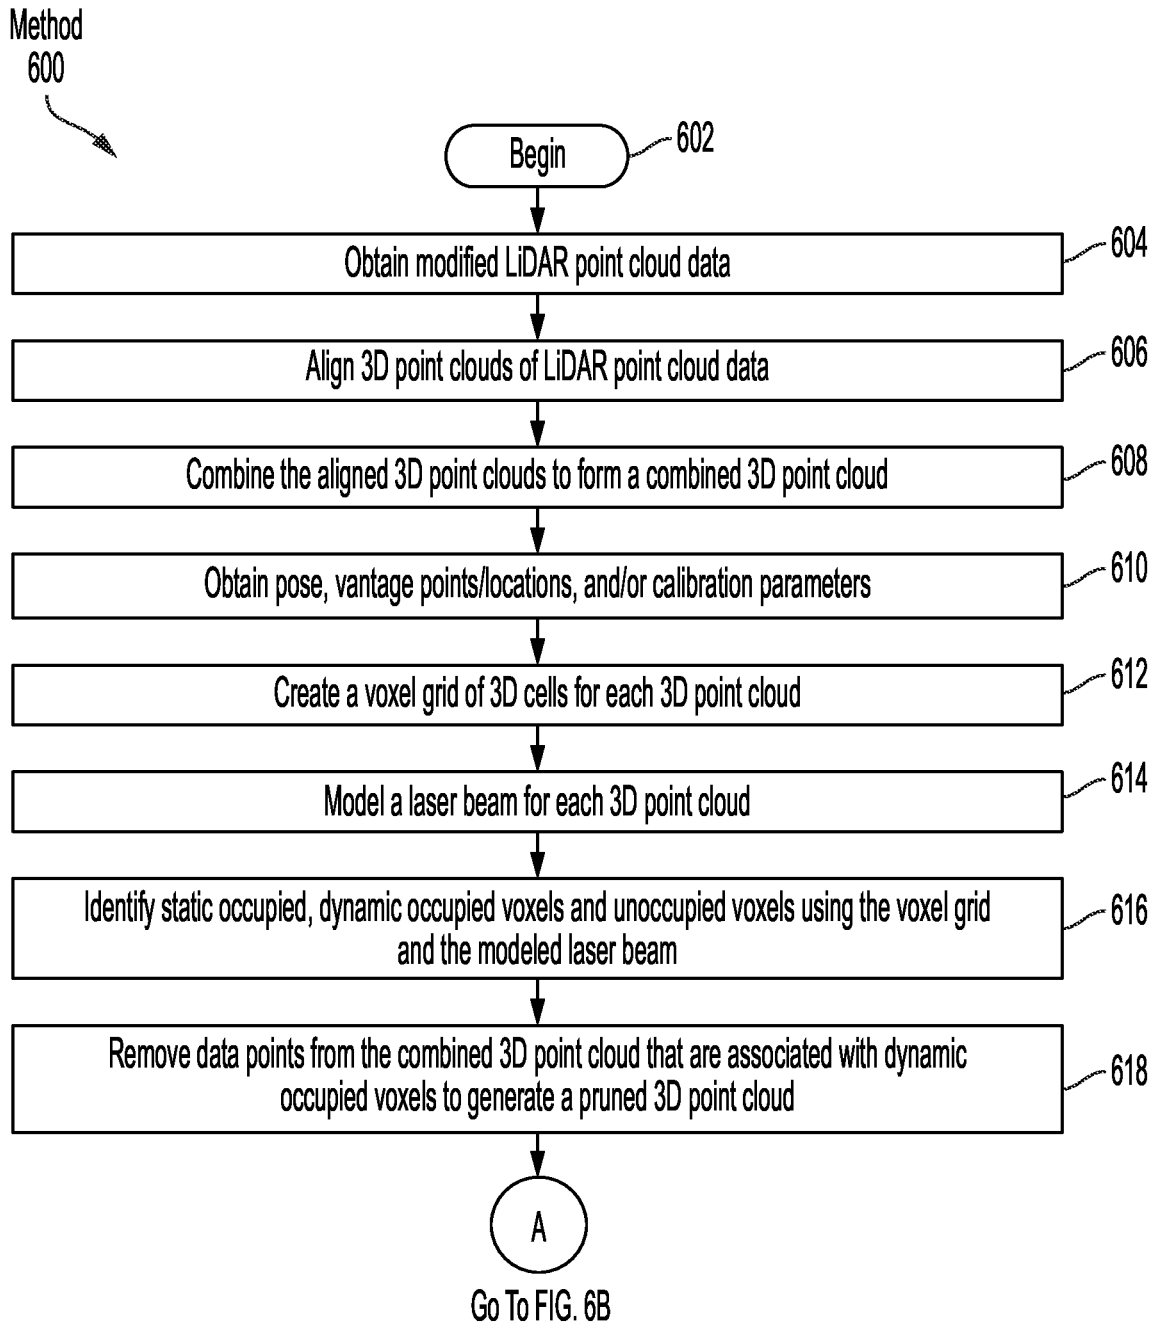 Method
600
Begin
602
Obtain modified LiDAR point cloud data
604
Align 3D point clouds of LiDAR point cloud data
606
Combine the aligned 3D point clouds to form a combined 3D point cloud
608
Obtain pose, vantage points/locations, and/or calibration parameters
610
Create a voxel grid of 3D cells for each 3D point cloud
612
Model a laser beam for each 3D point cloud
614
Identify static occupied, dynamic occupied voxels and unoccupied voxels using the voxel grid
and the modeled laser beam
616
Remove data points from the combined 3D point cloud that are associated with dynamic
occupied voxels to generate a pruned 3D point cloud
618
A
Go To FIG. 6B